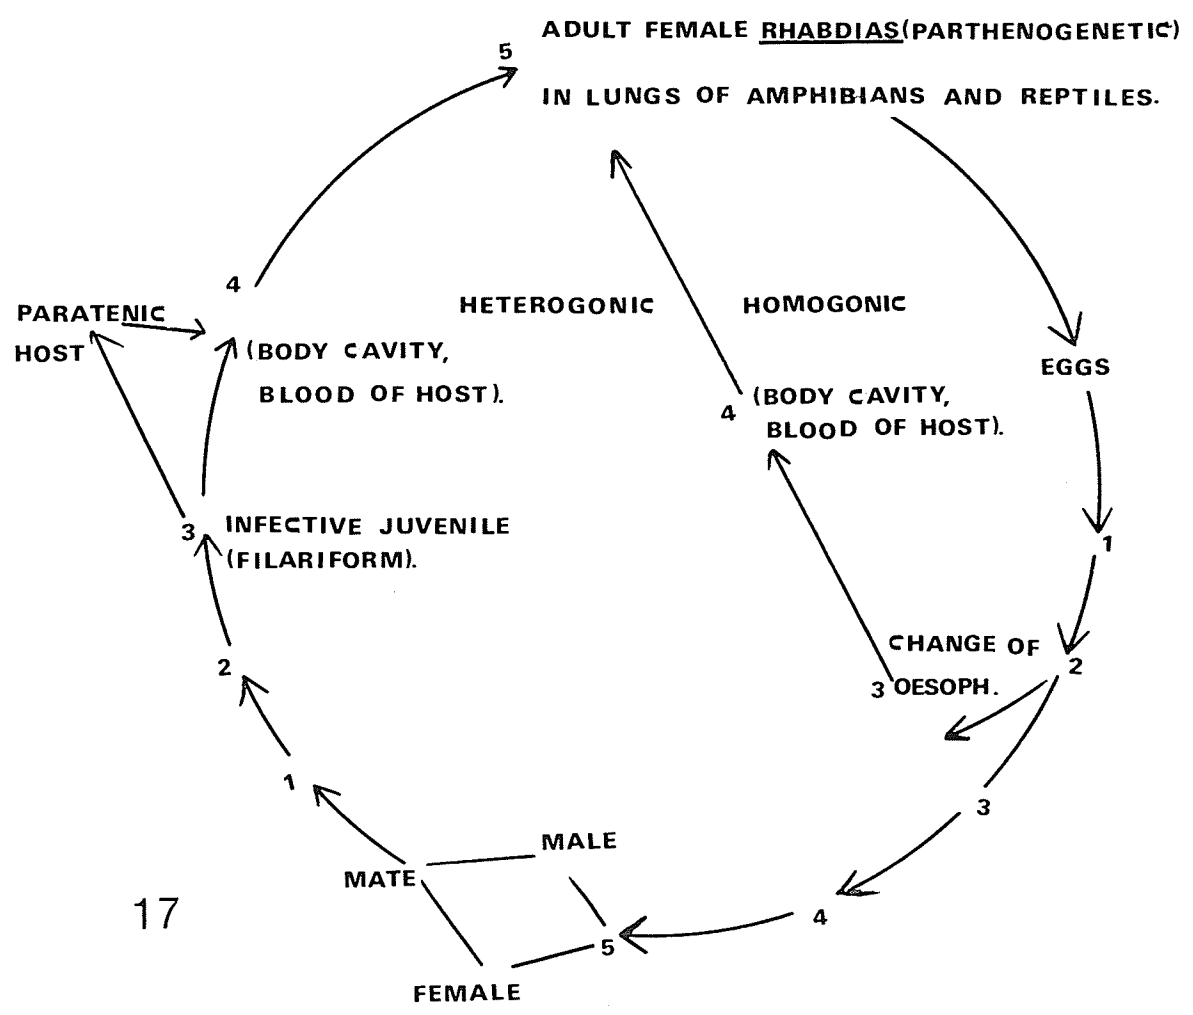 5
ADULT FEMALE RHABDIAS (PARTHENOGENETIC)
IN LUNGS OF AMPHIBIANS AND REPTILES.
4
PARATENIC
HOST
(BODY CAVITY,
BLOOD OF HOST).
HETEROGONIC
HOMOGONIC
EGGS
4
(BODY CAVITY,
BLOOD OF HOST).
3
INFECTIVE JUVENILE
(FILARIFORM).
1
2
CHANGE OF
3 OESOPH.
2
1
3
MALE
MATE
4
5
FEMALE
17